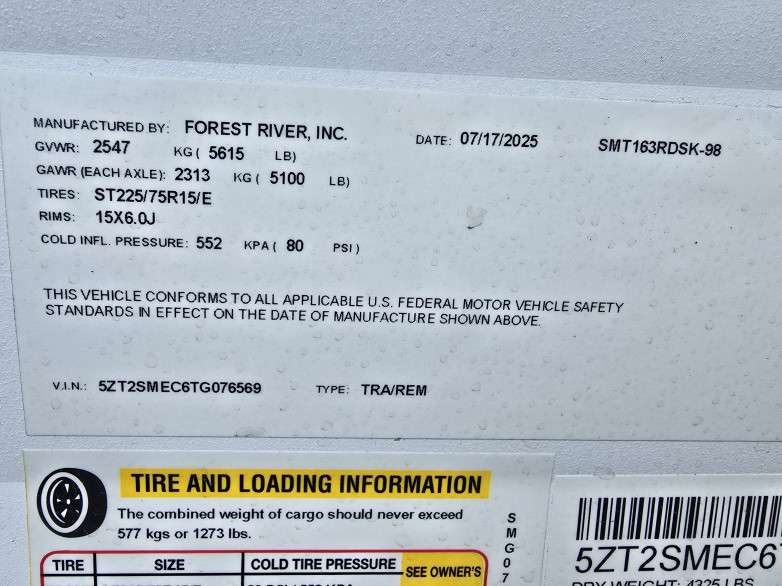 MANUFACTURED BY: FOREST RIVER, INC. DATE: 07/17/2025 SMT163RDSK-98
GVWR: 2547 KG ( 5615 LB)
GAWR (EACH AXLE): 2313 KG ( 5100 LB)
TIRES: ST225/75R15/E
RIMS: 15X6.0J
COLD INFL. PRESSURE: 552 KPA ( 80 PSI )
THIS VEHICLE CONFORMS TO ALL APPLICABLE U.S. FEDERAL MOTOR VEHICLE SAFETY
STANDARDS IN EFFECT ON THE DATE OF MANUFACTURE SHOWN ABOVE.
V.I.N.: 5ZT2SMEC6TG076569 TYPE: TRA/REM
TIRE AND LOADING INFORMATION
The combined weight of cargo should never exceed
577 kgs or 1273 lbs.
TIRE SIZE COLD TIRE PRESSURE SEE OWNER'S
SMG07
5ZT2SMEC6
DRY WEIGHT: 4325 LBS